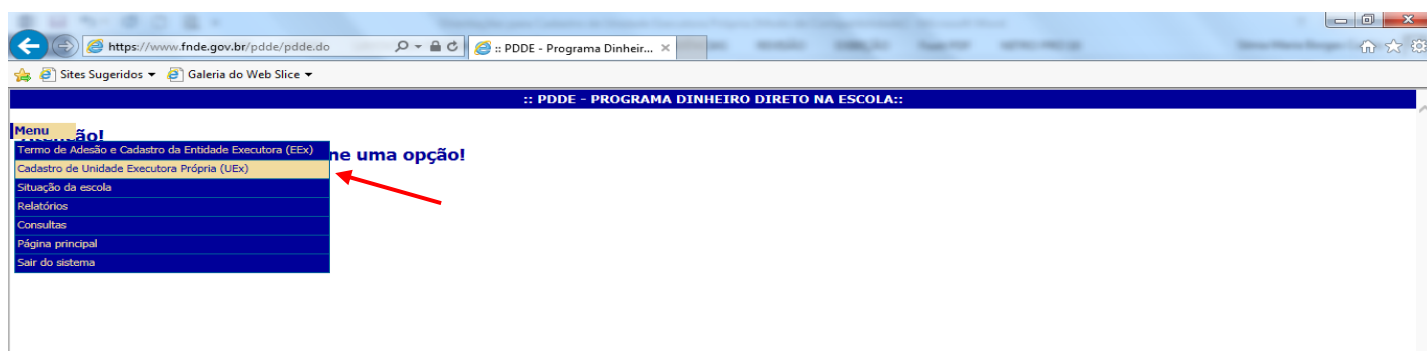 https://www.fnde.gov.br/pdde/pdde.do
:: PDDE - Programa Dinheir...
Sites Sugeridos
Galeria do Web Slice
:: PDDE - PROGRAMA DINHEIRO DIRETO NA ESCOLA::
Menu
ão!
ne uma opção!
Termo de Adesão e Cadastro da Entidade Executora (EEx)
Cadastro de Unidade Executora Própria (UEx)
Situação da escola
Relatórios
Consultas
Página principal
Sair do sistema